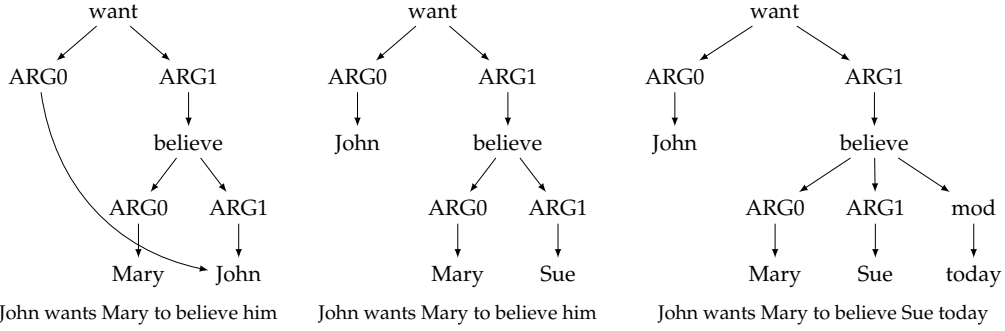 want want want
ARG0 ARG1 ARG0 ARG1 ARG0 ARG1
believe John believe John believe
ARG0 ARG1 ARG0 ARG1 ARG0 ARG1 mod
Mary John Mary Sue Mary Sue today
John wants Mary to believe him John wants Mary to believe him John wants Mary to believe Sue today